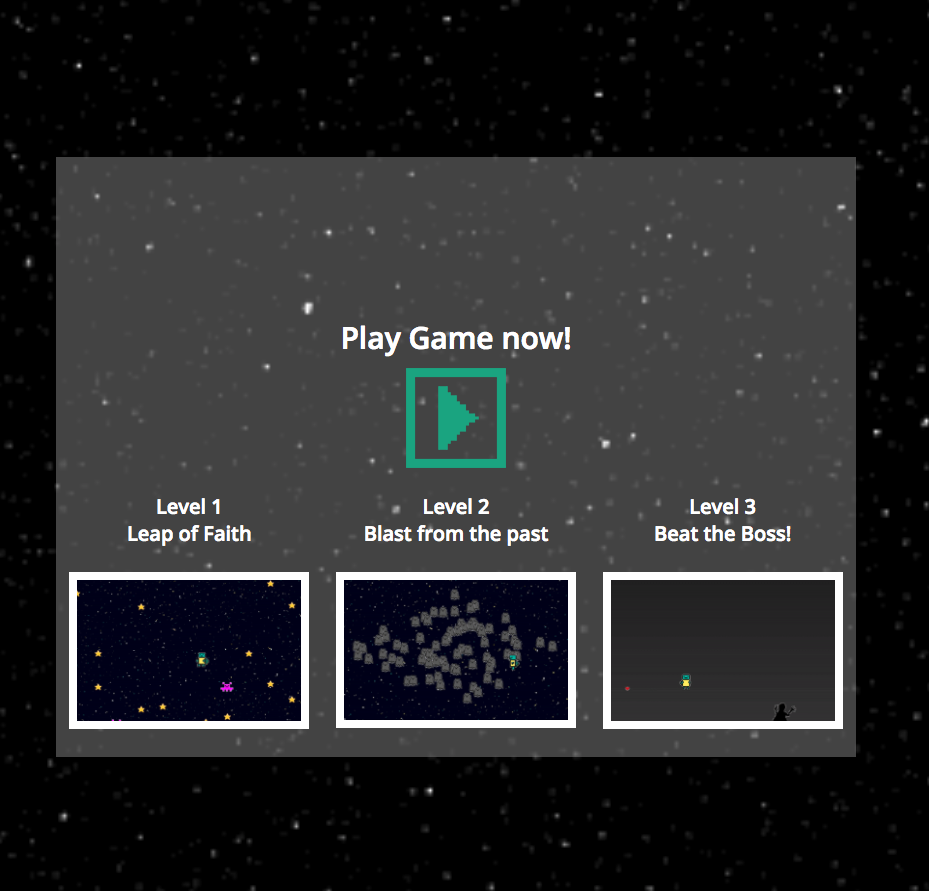 Play Game now!
Level 1
Leap of Faith
Level 2
Blast from the past
Level 3
Beat the Boss!